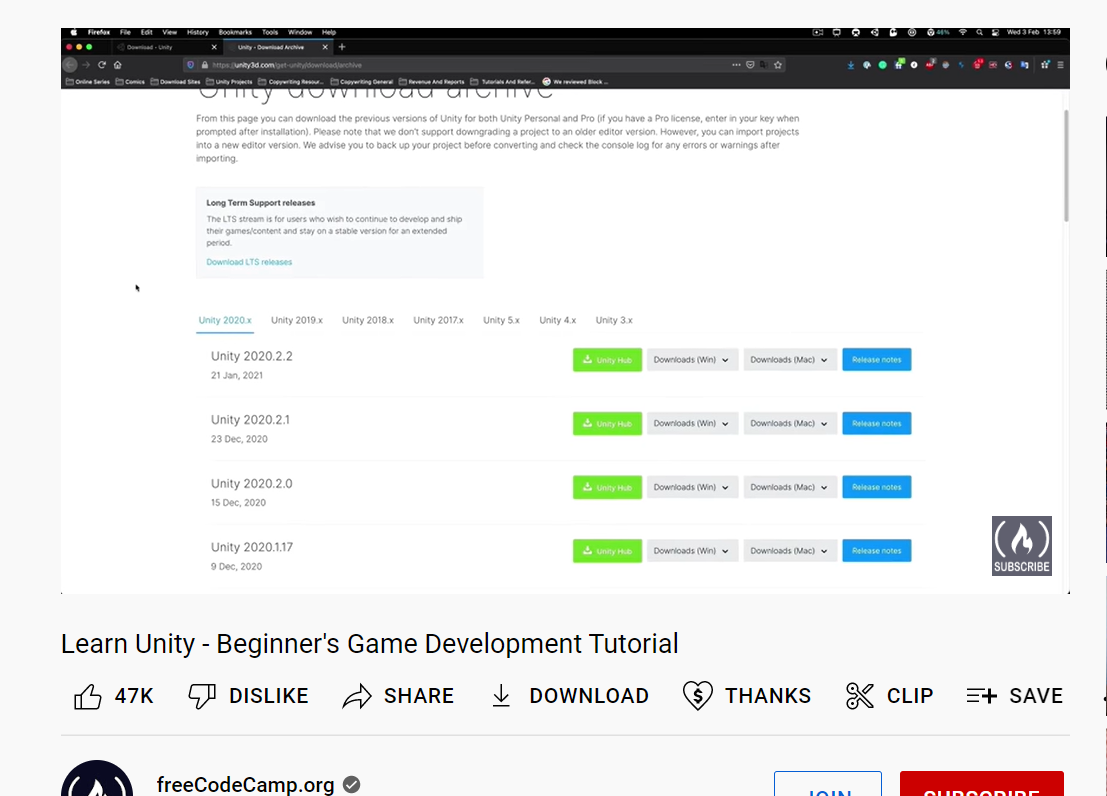 Firefox File Edit View History Bookmarks Tools Window Help
46% Wed 3 Feb 13:59
Download - Unity
Unity - Download Archive
https://unity3d.com/get-unity/download/archive
Online Series Comics Download Sites Unity Projects Copywriting Resour... Copywriting General Revenue And Reports Tutorials And Refer... We reviewed Block ...
Unity download archive
From this page you can download the previous versions of Unity for both Unity Personal and Pro (if you have a Pro license, enter in your key when
prompted after installation). Please note that we don't support downgrading a project to an older editor version. However, you can import projects
into a new editor version. We advise you to back up your project before converting and check the console log for any errors or warnings after
importing.
Long Term Support releases
The LTS stream is for users who wish to continue to develop and ship
their games/content and stay on a stable version for an extended
period.
Download LTS releases
Unity 2020.x Unity 2019.x Unity 2018.x Unity 2017.x Unity 5.x Unity 4.x Unity 3.x
Unity 2020.2.2
21 Jan, 2021
Unity Hub Downloads (Win) Downloads (Mac) Release notes
Unity 2020.2.1
23 Dec, 2020
Unity Hub Downloads (Win) Downloads (Mac) Release notes
Unity 2020.2.0
15 Dec, 2020
Unity Hub Downloads (Win) Downloads (Mac) Release notes
Unity 2020.1.17
9 Dec, 2020
Unity Hub Downloads (Win) Downloads (Mac) Release notes
SUBSCRIBE
Learn Unity - Beginner's Game Development Tutorial
47K DISLIKE SHARE DOWNLOAD THANKS CLIP SAVE
freeCodeCamp.org
JOIN SUBSCRIBE